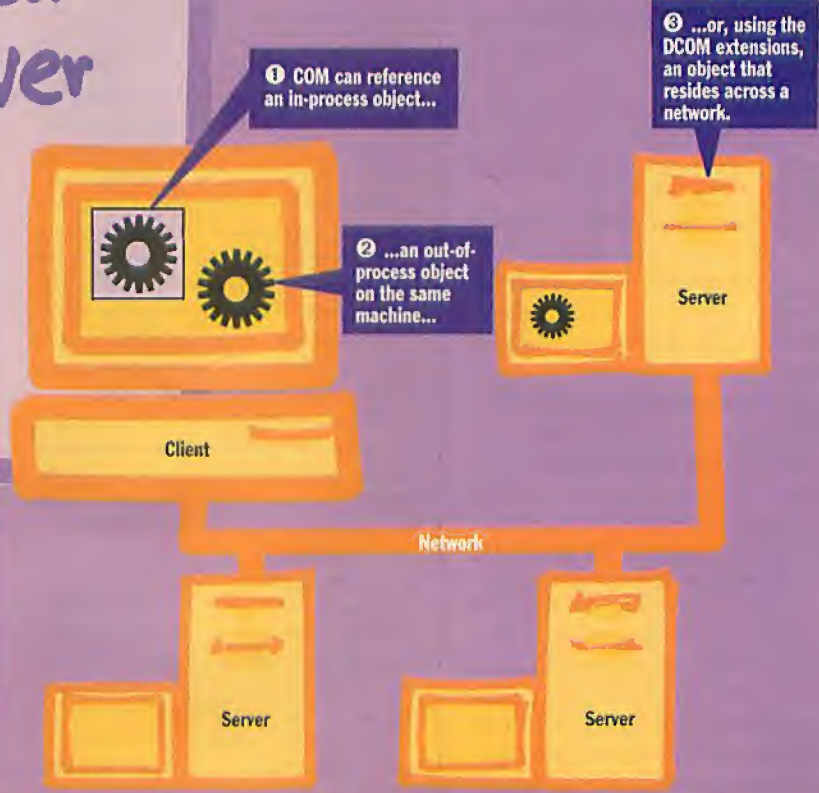 ❶ COM can reference
an in-process object...
❷ ...an out-of-
process object
on the same
machine...
❸ ...or, using the
DCOM extensions,
an object that
resides across a
network.
Server
Client
Network
Server
Server